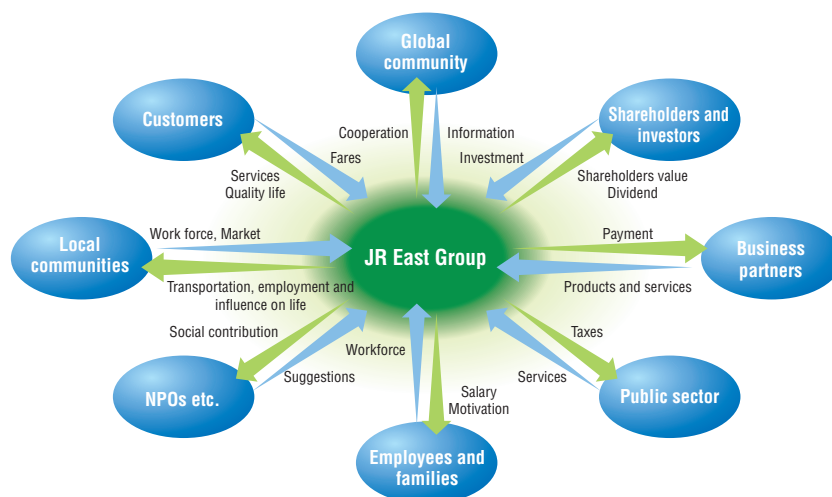 Global
community
Customers
Shareholders and
investors
Cooperation
Information
Fares
Investment
Services
Quality life
Shareholders value
Dividend
Local
communities
Work force, Market
JR East Group
Payment
Business
partners
Transportation, employment and
influence on life
Products and services
Social contribution
Taxes
Workforce
Suggestions
Services
NPOs etc.
Salary
Motivation
Public sector
Employees and
families